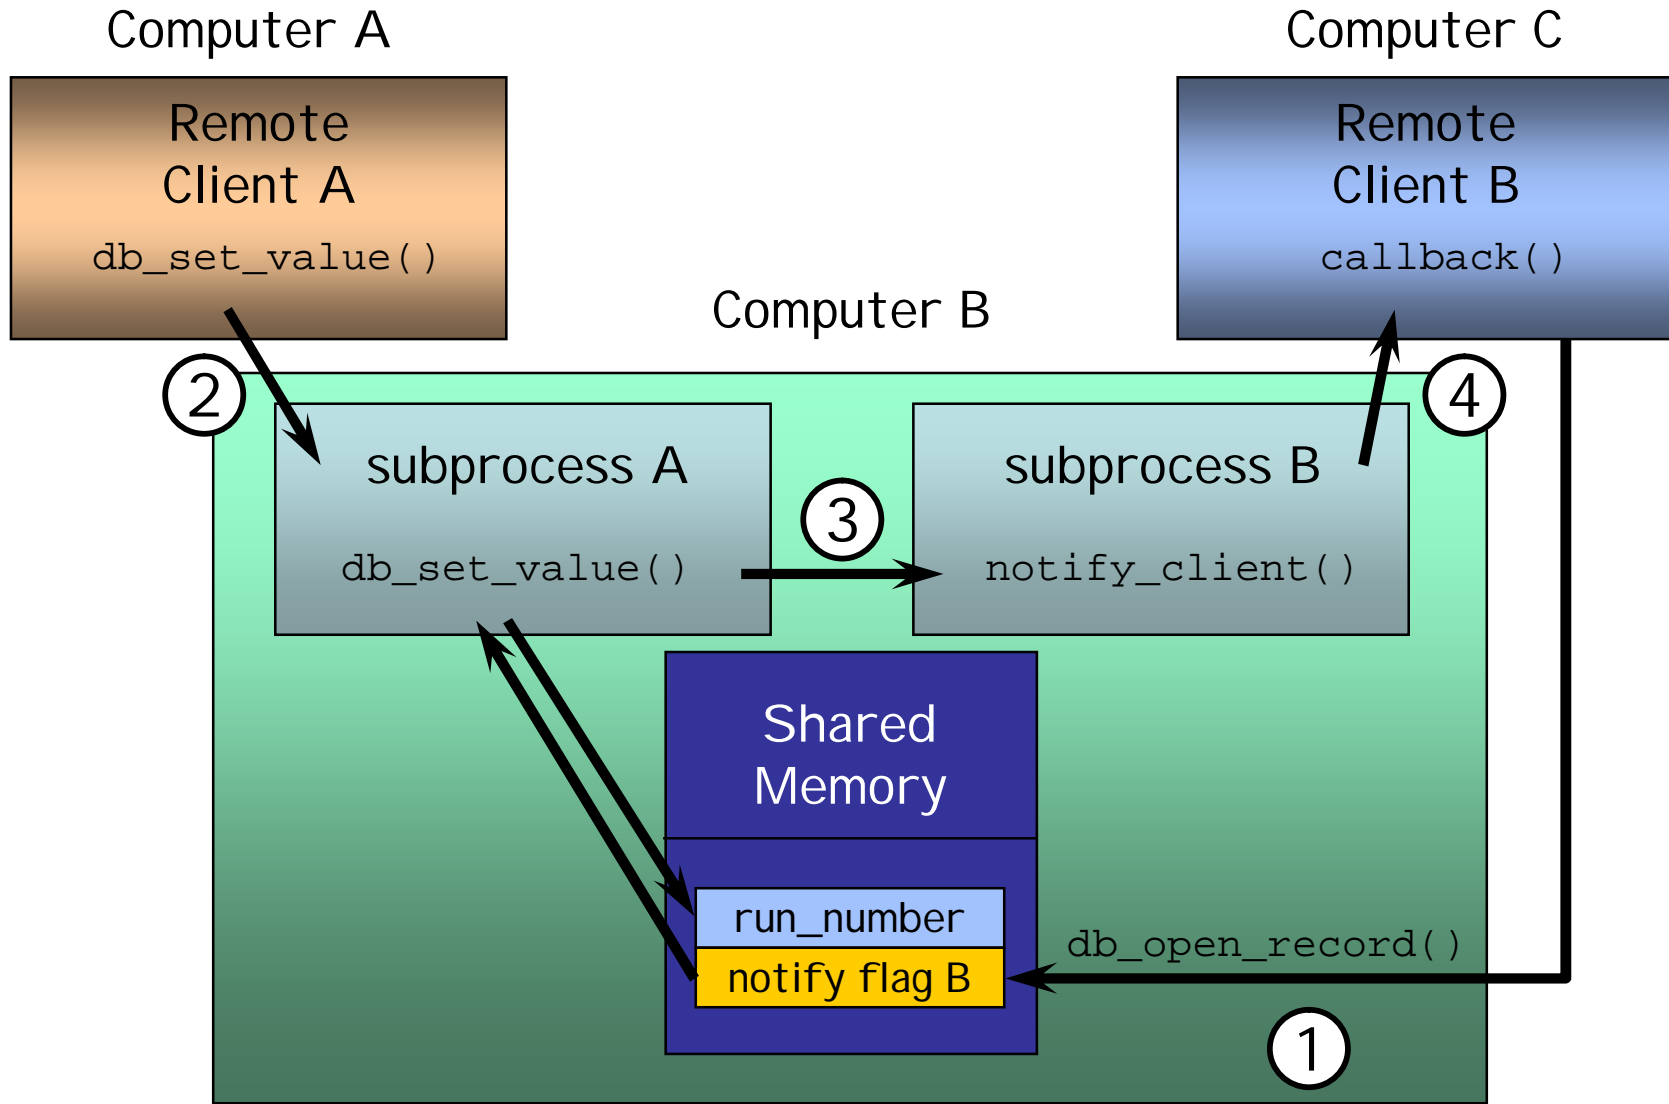 Computer A
Computer C
Remote
Client A
db_set_value()
Remote
Client B
callback()
Computer B
2
4
subprocess A
db_set_value()
3
subprocess B
notify_client()
Shared
Memory
run_number
notify flag B
db_open_record()
1